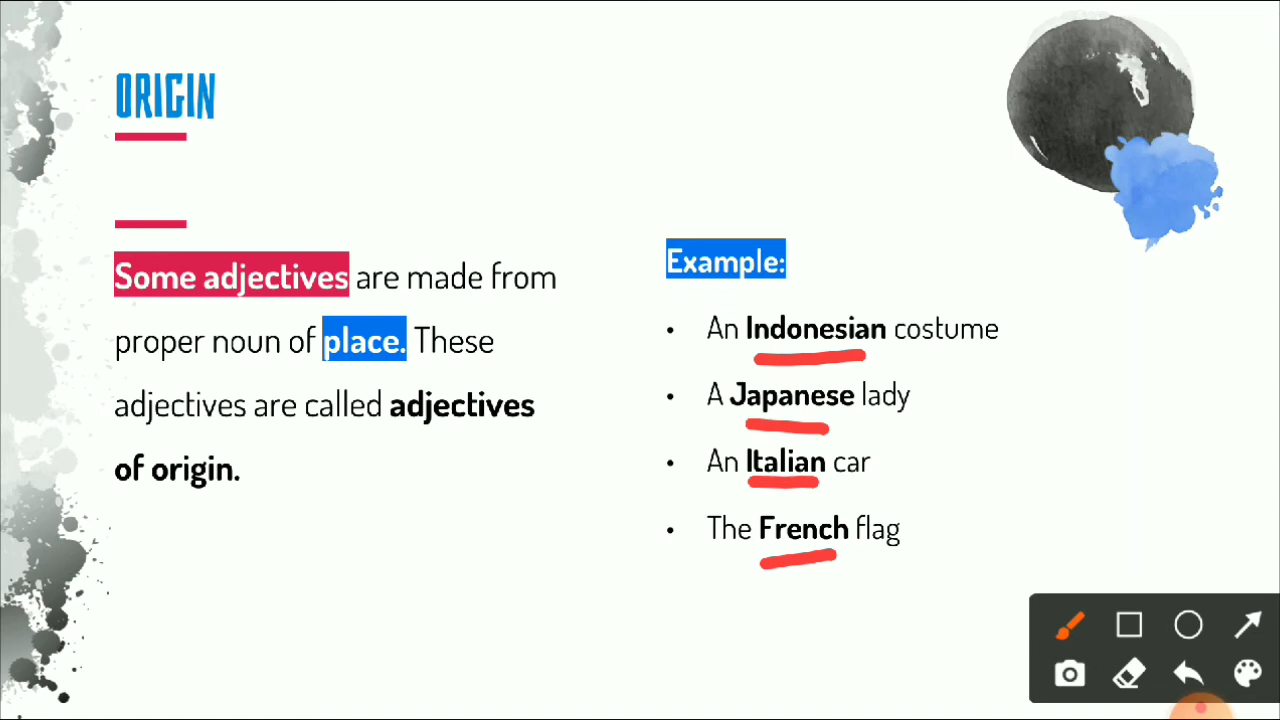 ORIGIN
Some adjectives are made from
proper noun of place. These
adjectives are called adjectives
of origin.
Example:
• An Indonesian costume
• A Japanese lady
• An Italian car
• The French flag